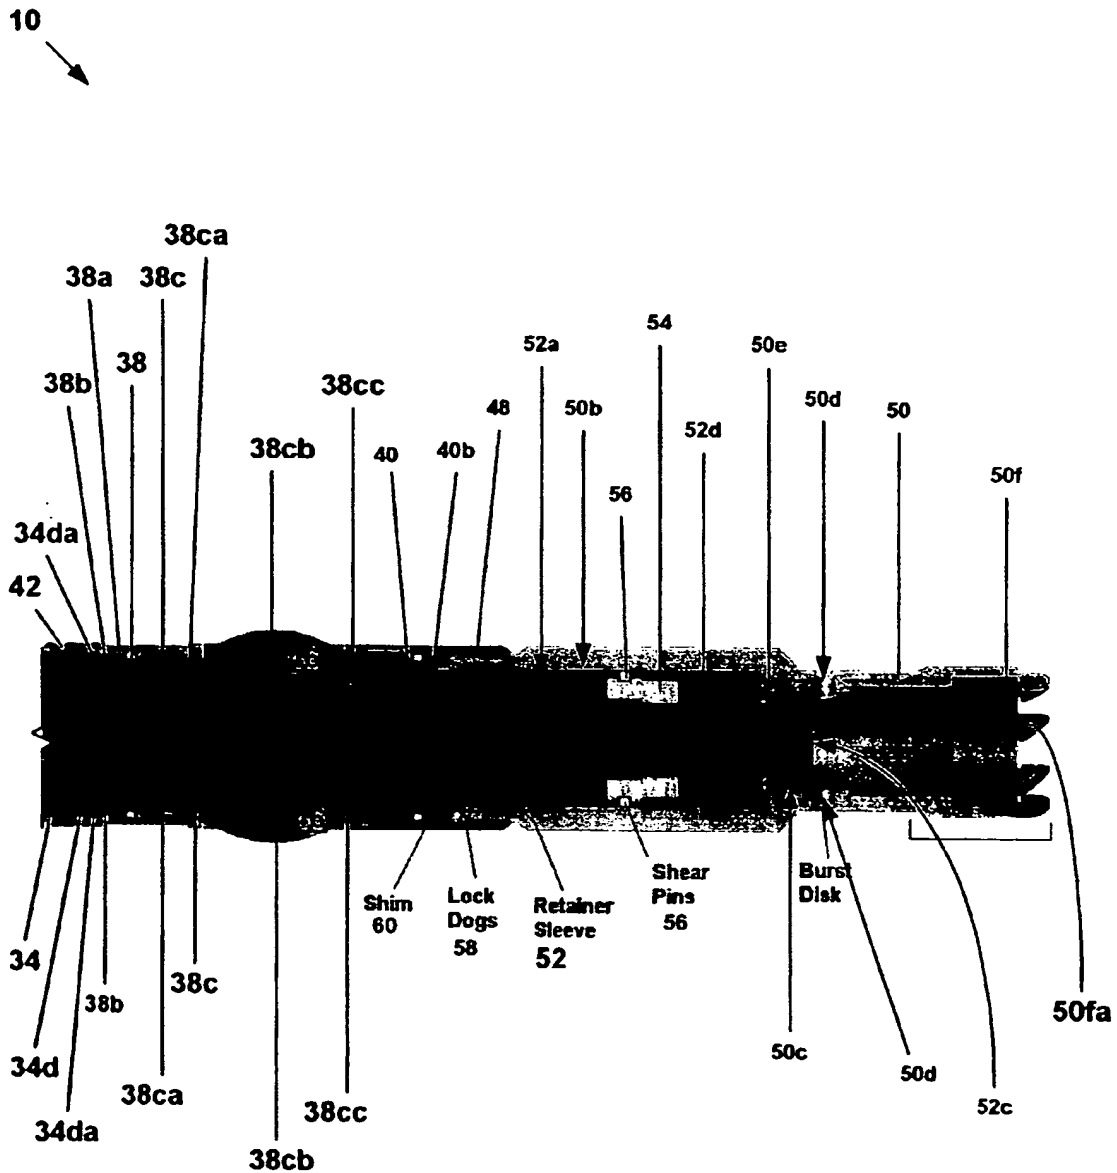 10
38ca
38a
38c
54
52a
50e
38
38b
38cc
50d
50
48
50b
52d
38cb
40
40b
50f
56
34da
42
Shim
60
Lock
Dogs
58
Retainer
Sleeve
52
Shear
Pins
56
Burst
Disk
34
38b
38c
50fa
34d
38ca
34da
38cc
38cb
50c
50d
52c